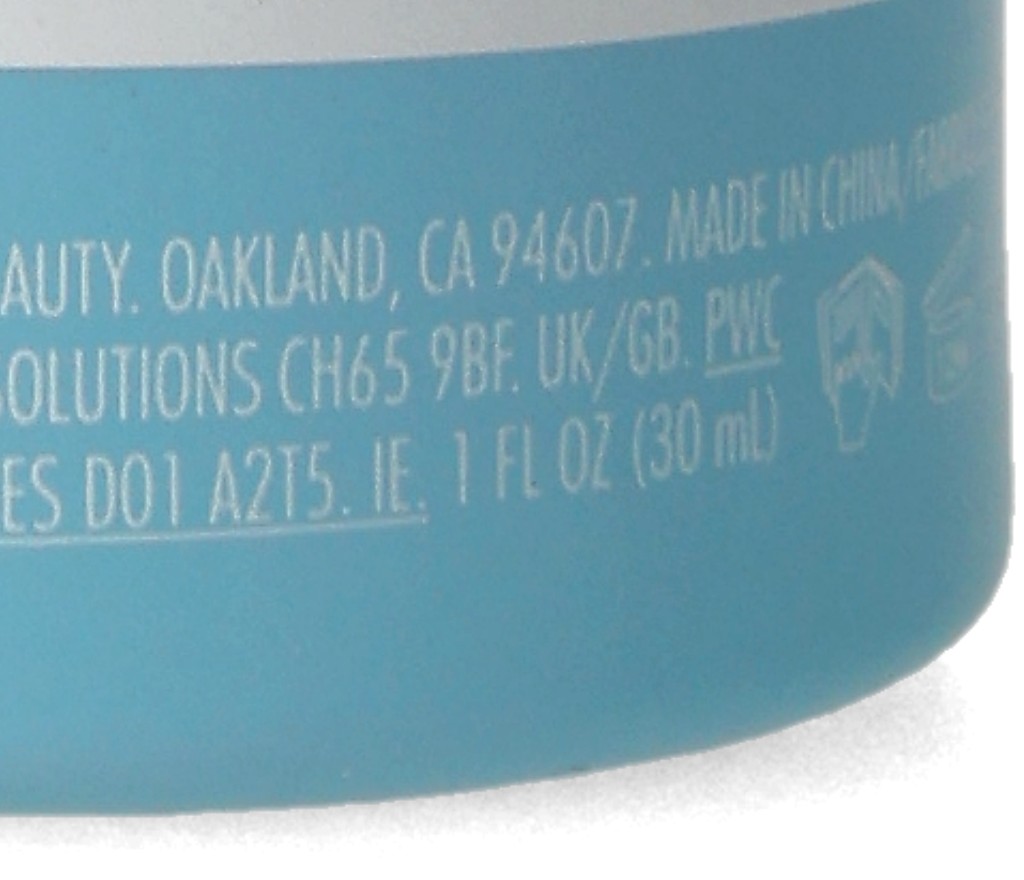 AUTY. OAKLAND, CA 94607. MADE IN CHINA/
SOLUTIONS CH65 9BF. UK/GB. PWC
ES D01 A2T5. IE. 1 FL OZ (30 mL)